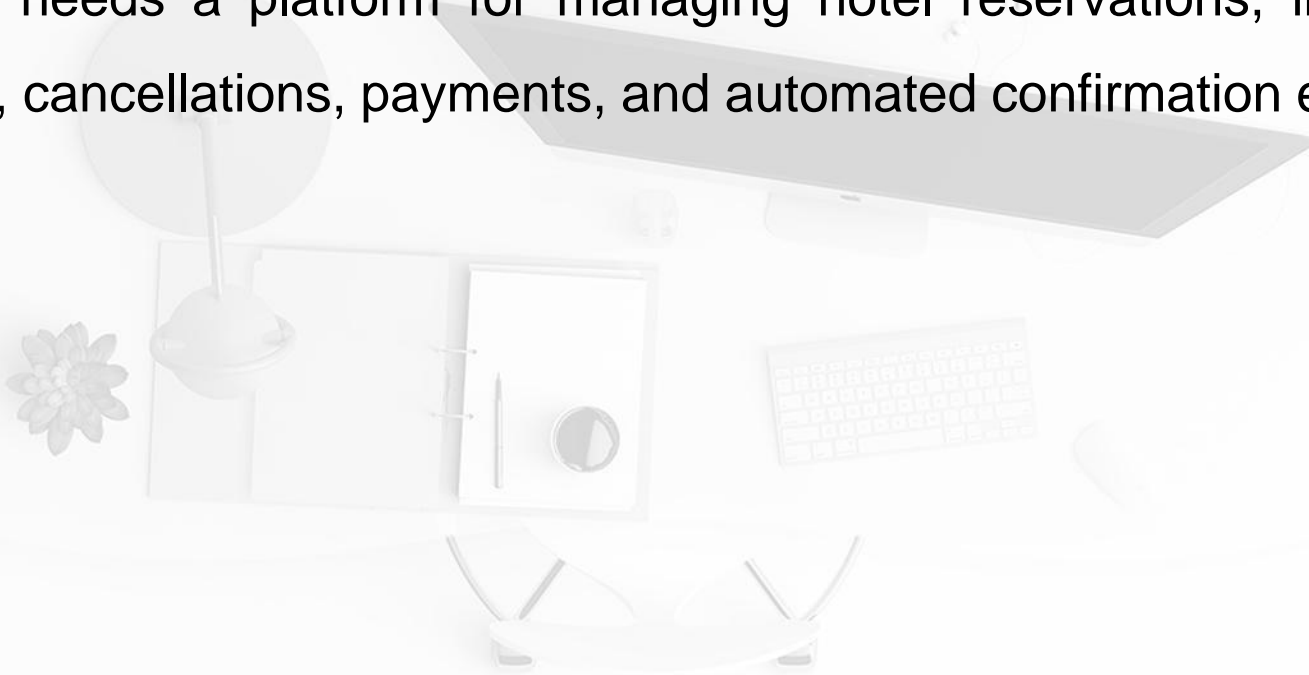 needs a platform for managing hotel reservations,
, cancellations, payments, and automated confirmation